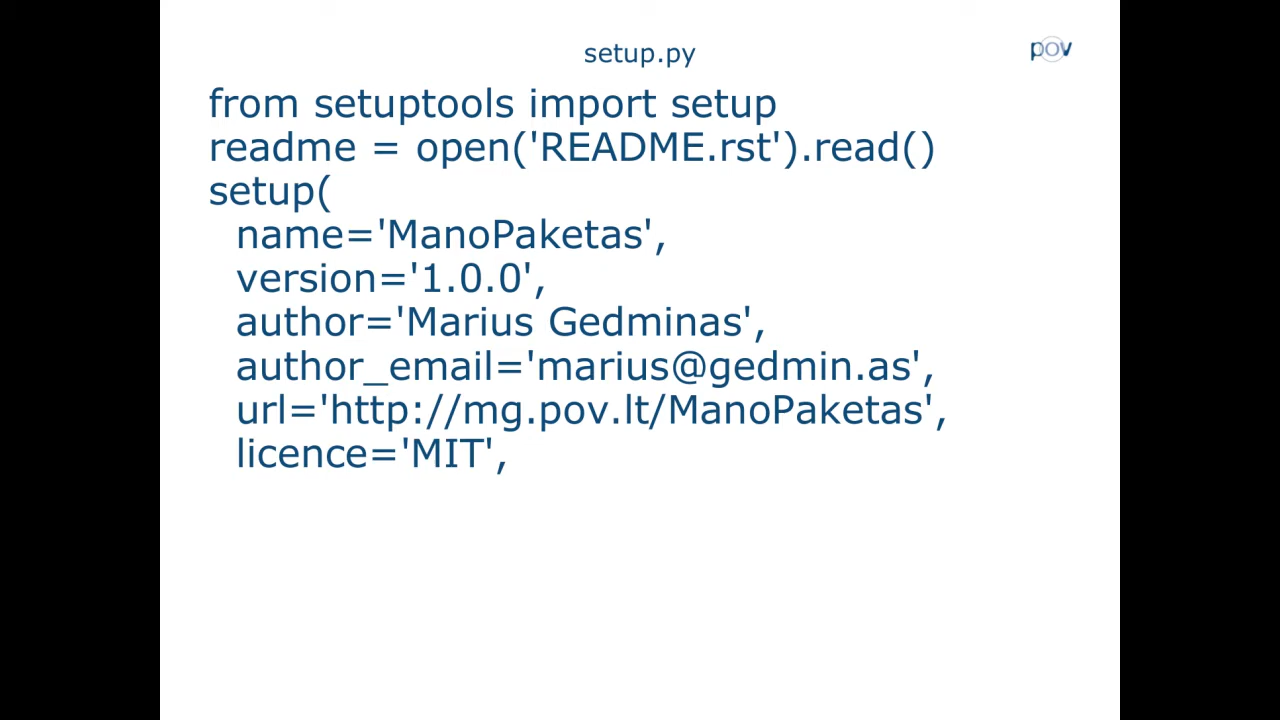 setup.py
pov
from setuptools import setup
readme = open('README.rst').read()
setup(
  name='ManoPaketas',
  version='1.0.0',
  author='Marius Gedminas',
  author_email='marius@gedmin.as',
  url='http://mg.pov.lt/ManoPaketas',
  licence='MIT',